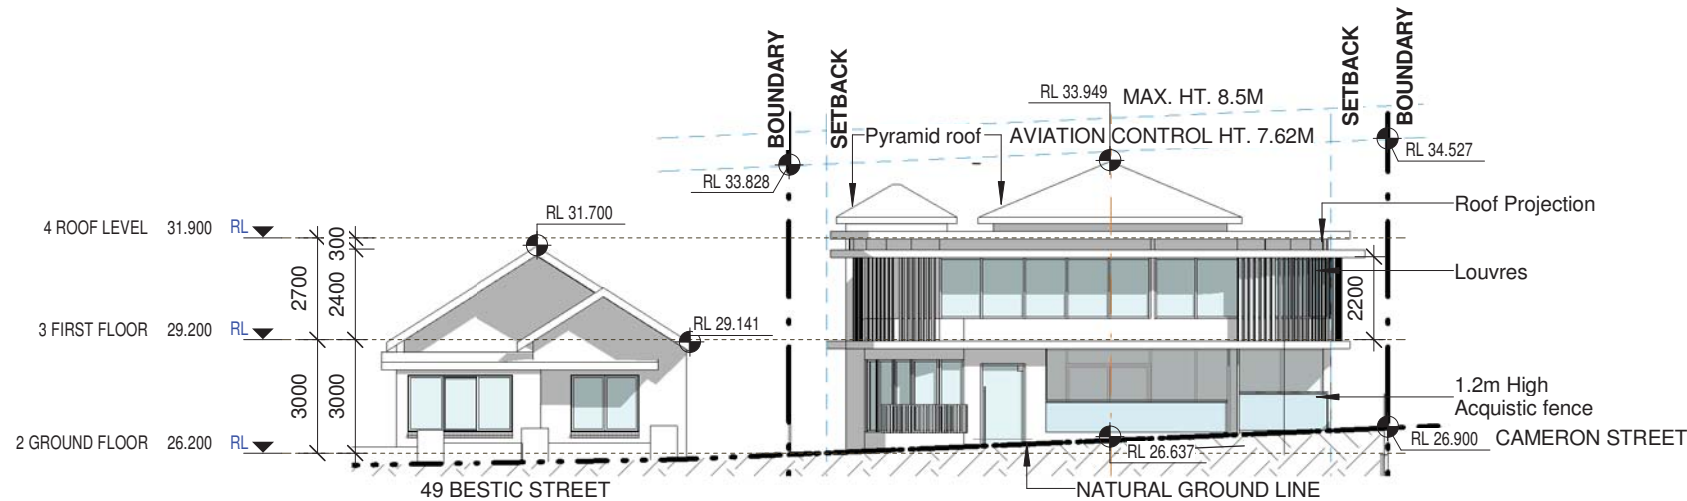 BOUNDARY
SETBACK
SETBACK
BOUNDARY
RL 33.949 MAX. HT. 8.5M
Pyramid roof AVIATION CONTROL HT. 7.62M
RL 34.527
RL 33.828
RL 31.700
Roof Projection
4 ROOF LEVEL 31.900 RL
300
2700
2400
Louvres
2200
3 FIRST FLOOR 29.200 RL
RL 29.141
3000
3000
1.2m High
Acquistic fence
2 GROUND FLOOR 26.200 RL
RL 26.900 CAMERON STREET
RL 26.637
49 BESTIC STREET
NATURAL GROUND LINE